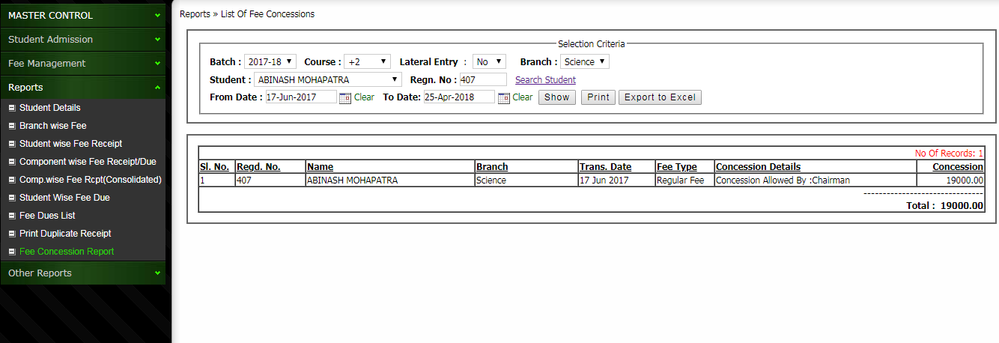 MASTER CONTROL
Student Admission
Fee Management
Reports
Student Details
Branch wise Fee
Student wise Fee Receipt
Component wise Fee Receipt/Due
Comp.wise Fee Rcpt(Consolidated)
Student Wise Fee Due
Fee Dues List
Print Duplicate Receipt
Fee Concession Report
Other Reports
Reports » List Of Fee Concessions
Selection Criteria
Batch : 2017-18 Course : +2 Lateral Entry : No Branch : Science
Student : ABINASH MOHAPATRA Regn. No : 407 Search Student
From Date : 17-Jun-2017 Clear To Date: 25-Apr-2018 Clear Show Print Export to Excel
No Of Records: 1
Sl. No. Regd. No. Name Branch Trans. Date Fee Type Concession Details Concession
1 407 ABINASH MOHAPATRA Science 17 Jun 2017 Regular Fee Concession Allowed By :Chairman 19000.00
-------------------------------
Total : 19000.00